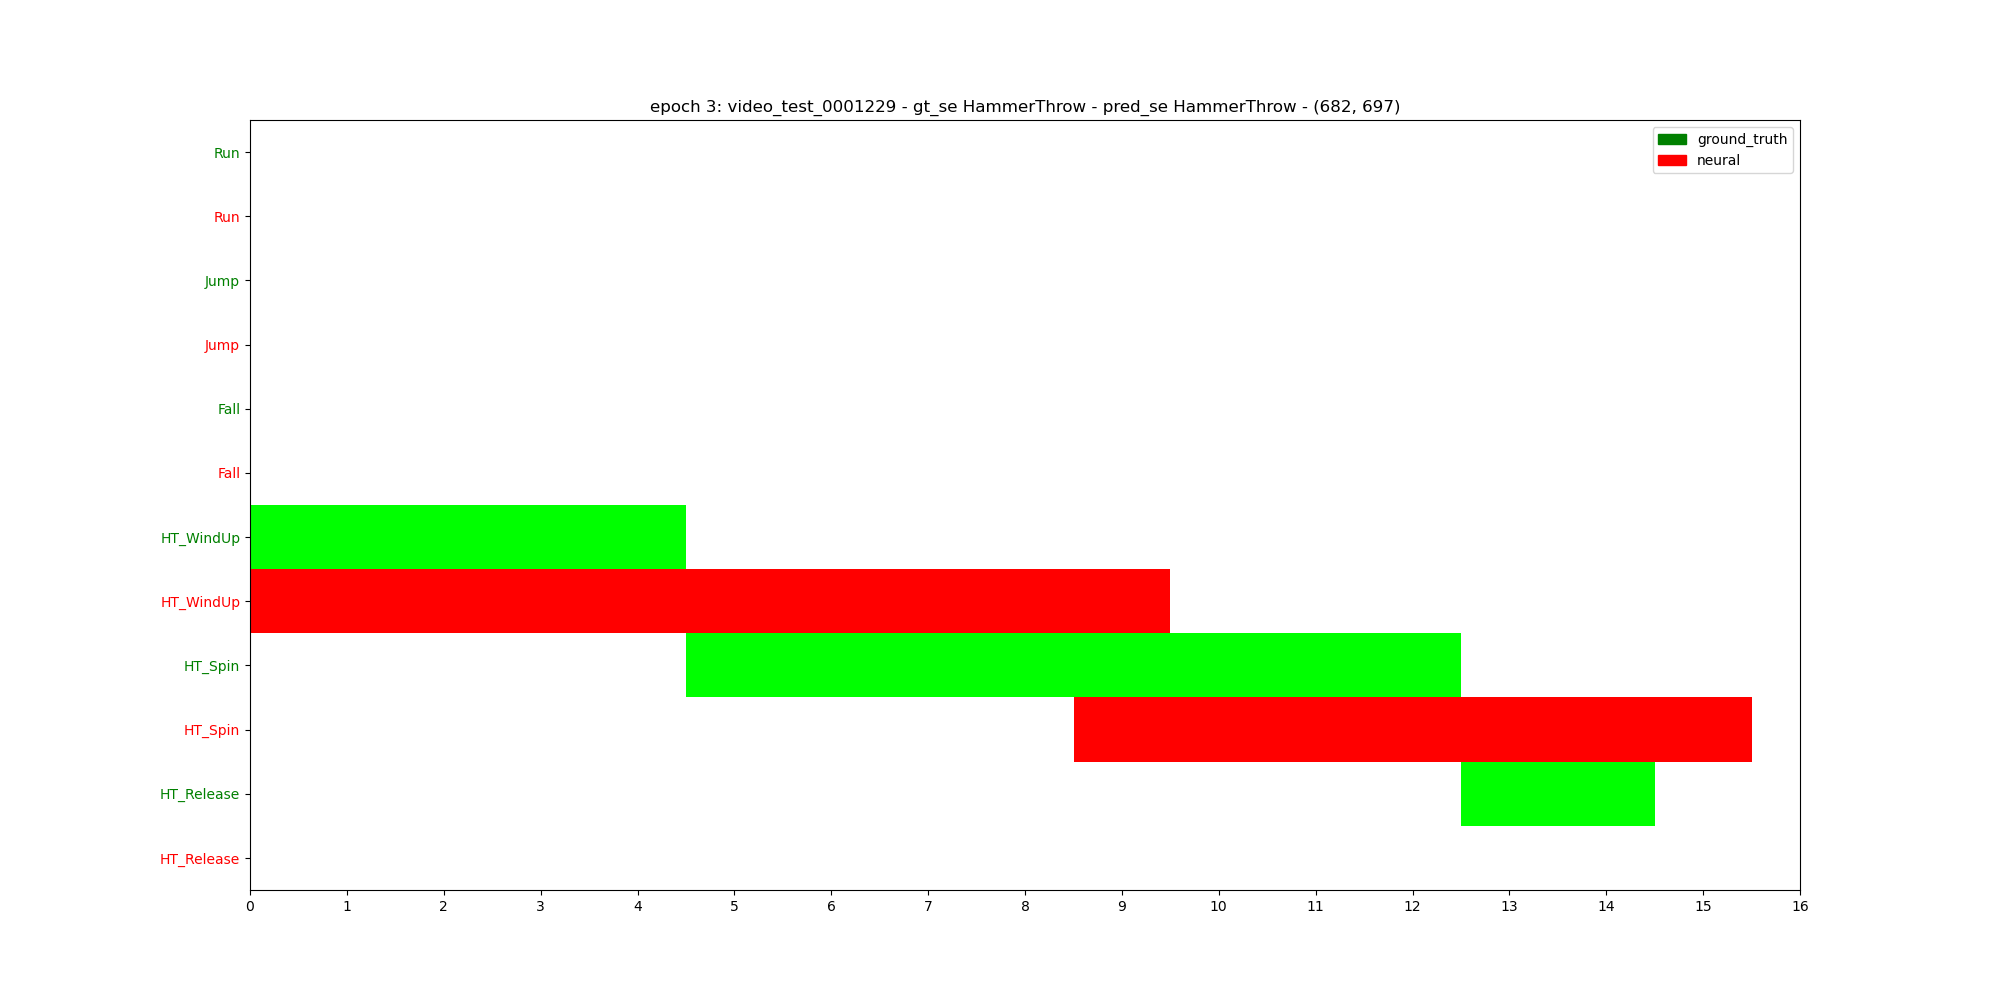 epoch 3: video_test_0001229 - gt_se HammerThrow - pred_se HammerThrow - (682, 697)
ground_truth
neural
Run
Run
Jump
Jump
Fall
Fall
HT_WindUp
HT_WindUp
HT_Spin
HT_Spin
HT_Release
HT_Release
0 1 2 3 4 5 6 7 8 9 10 11 12 13 14 15 16